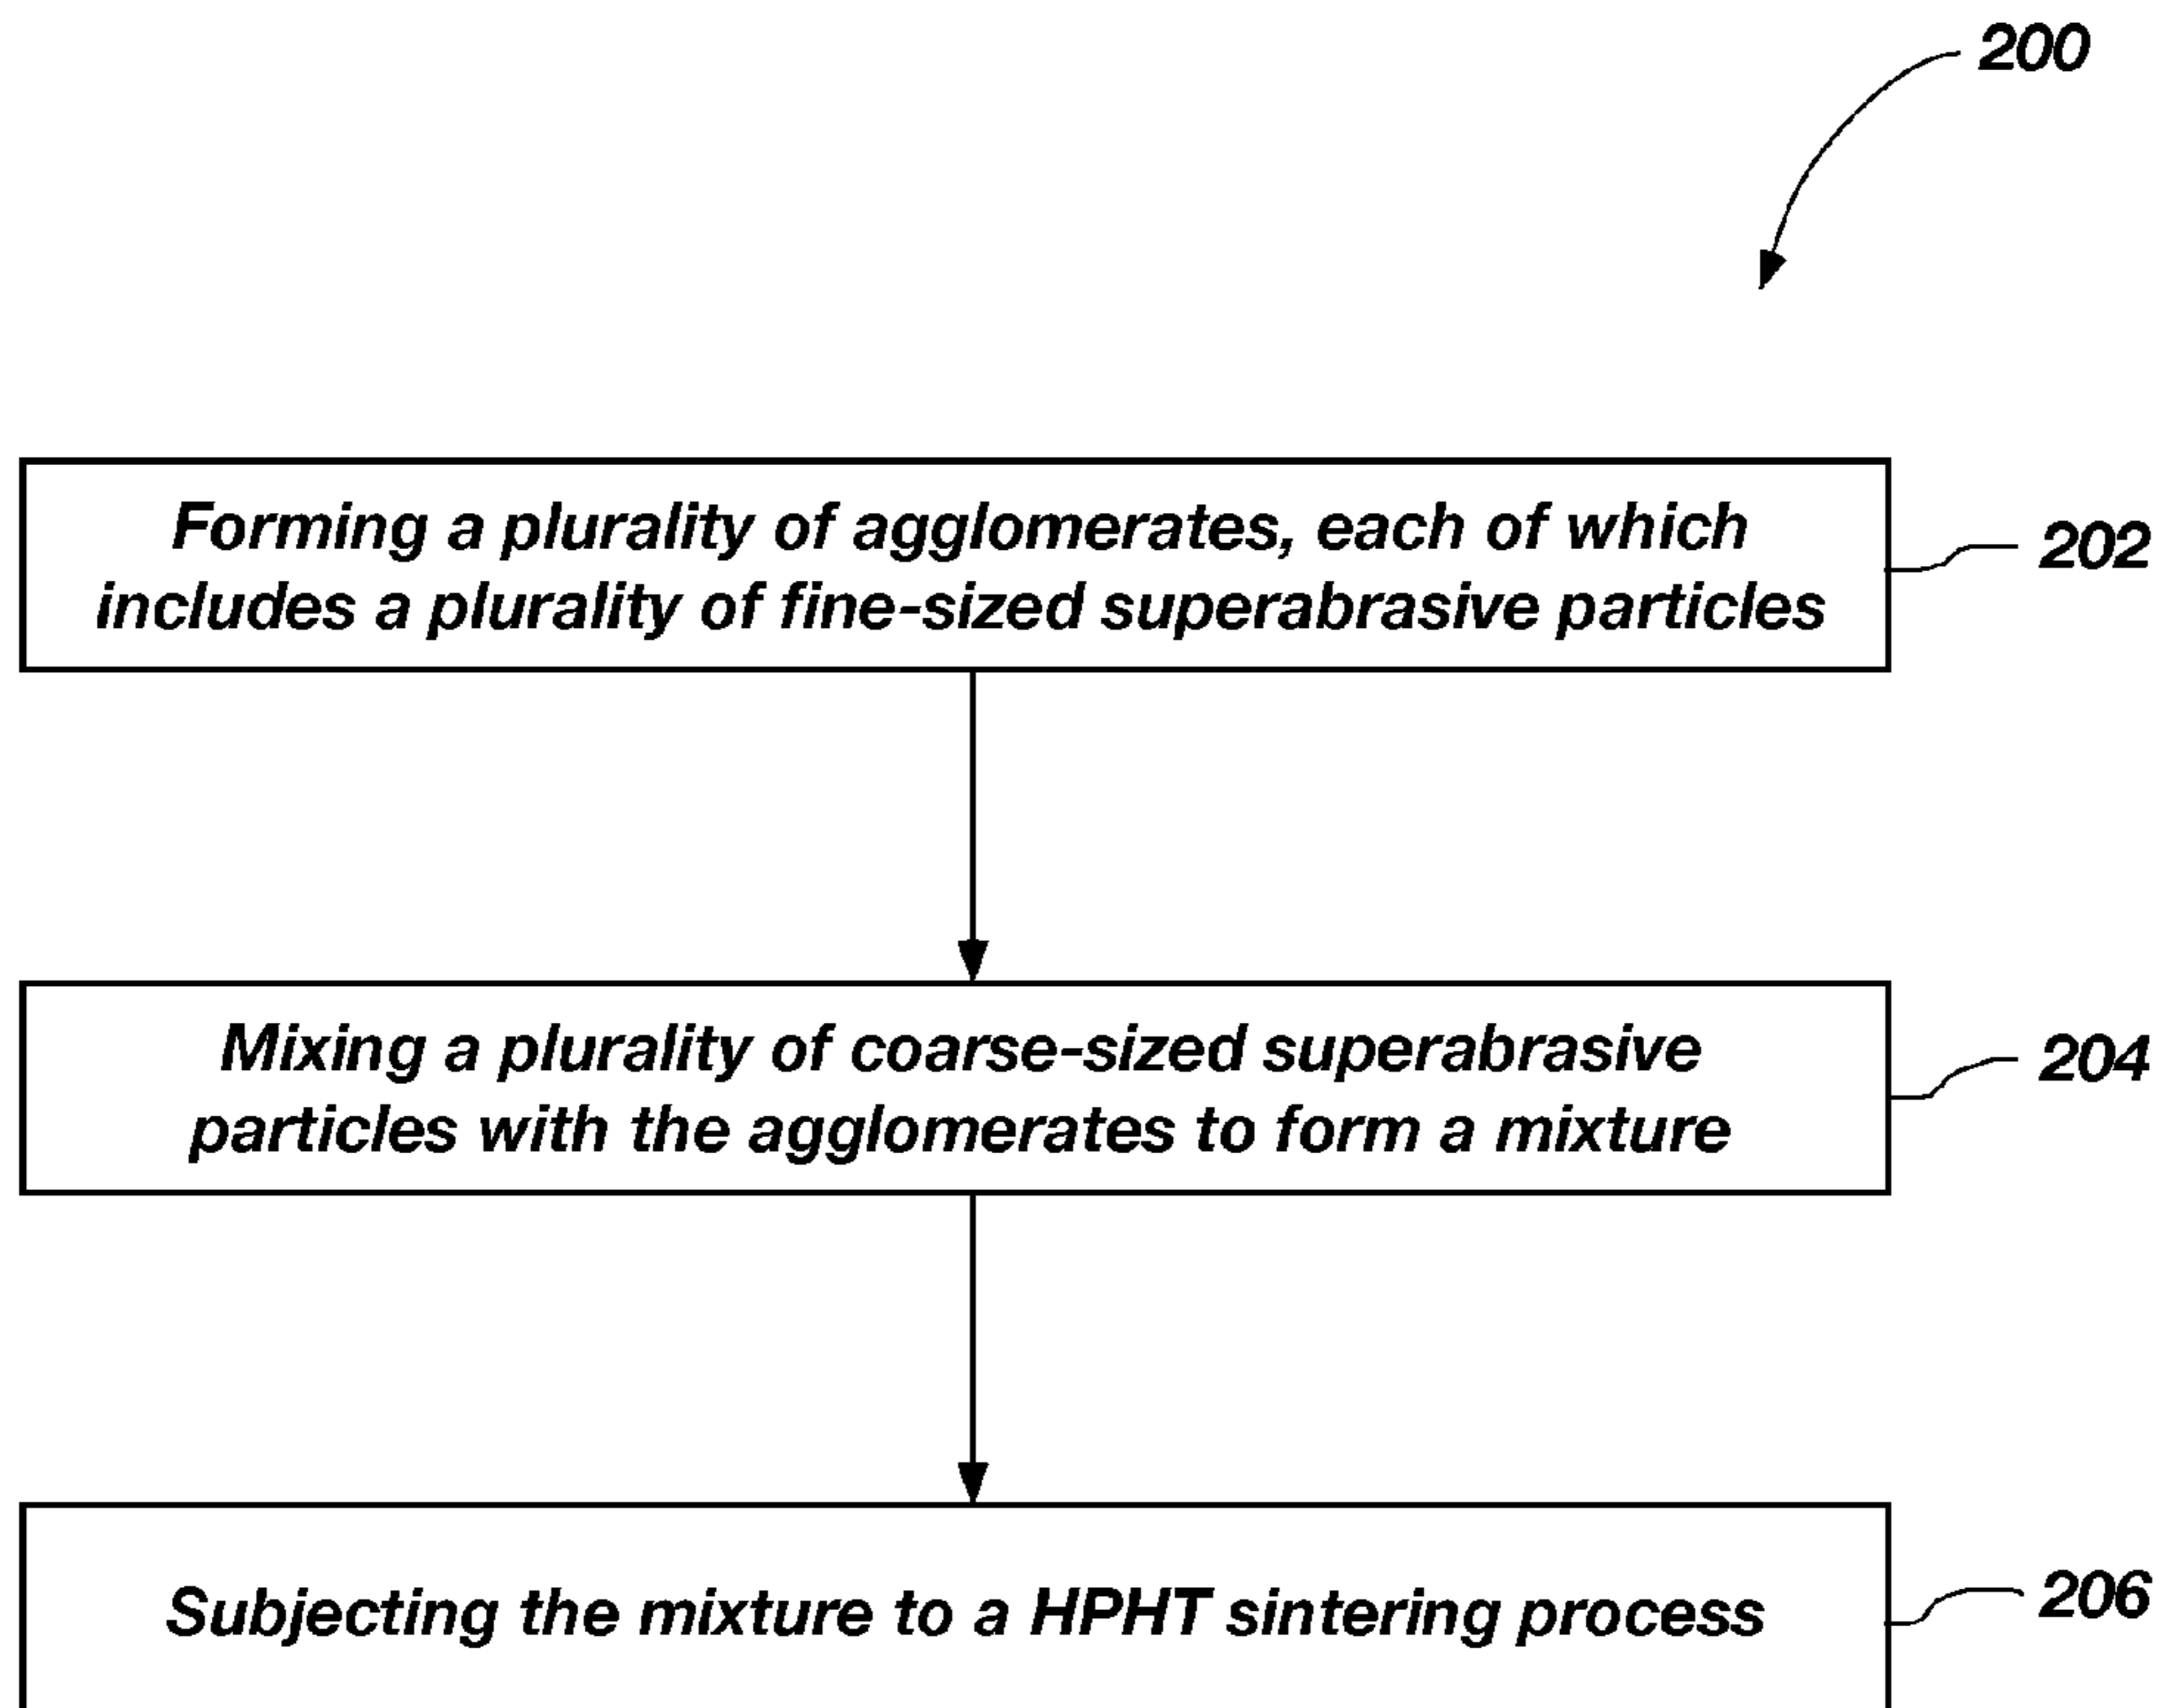 200
Forming a plurality of agglomerates, each of which
includes a plurality of fine-sized superabrasive particles
202
Mixing a plurality of coarse-sized superabrasive
particles with the agglomerates to form a mixture
204
Subjecting the mixture to a HPHT sintering process
206